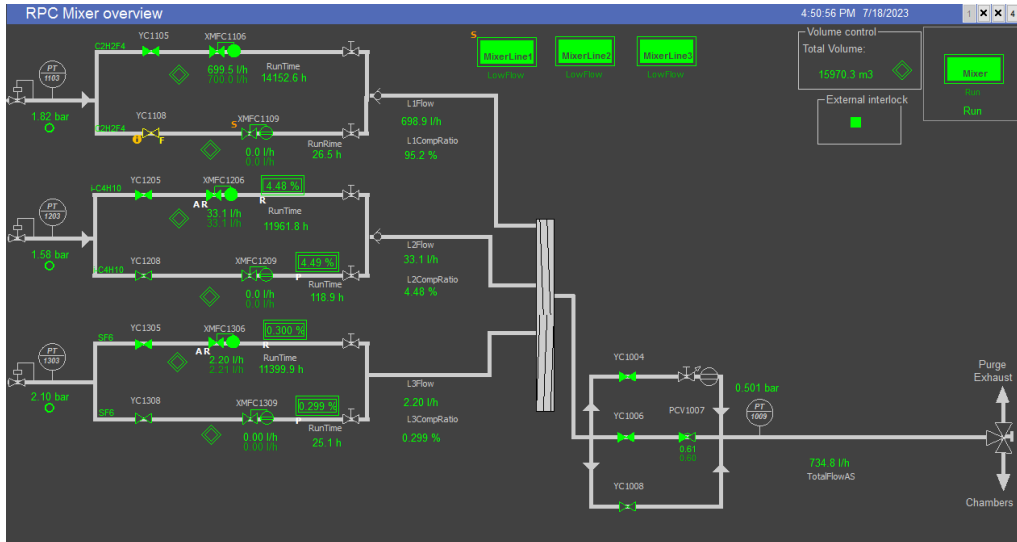 RPC Mixer overview
4:50:56 PM 7/18/2023
1
4
YC1105
XMFC1106
C2H2F4
699.5 l/h
700.0 l/h
RunTime
14152.6 h
PT
1103
1.82 bar
YC1108
C2H2F4
F
S
XMFC1109
0.0 l/h
0.0 l/h
RunRime
26.5 h
L1Flow
698.9 l/h
L1CompRatio
95.2 %
S
MixerLine1
LowFlow
MixerLine2
LowFlow
MixerLine3
LowFlow
Volume control
Total Volume:
15970.3 m3
External interlock
Mixer
Run
Run
YC1205
XMFC1206
4.48 %
R
AR
33.1 l/h
33.1 l/h
RunTime
11961.8 h
PT
1203
1.58 bar
YC1208
XMFC1209
4.49 %
P
0.0 l/h
0.0 l/h
RunTime
118.9 h
L2Flow
33.1 l/h
L2CompRatio
4.48 %
YC1305
XMFC1306
0.300 %
R
SF6
AR
2.20 l/h
2.21 l/h
RunTime
11399.9 h
PT
1303
2.10 bar
YC1308
SF6
XMFC1309
0.299 %
P
0.00 l/h
0.00 l/h
RunTime
25.1 h
L3Flow
2.20 l/h
L3CompRatio
0.299 %
YC1004
YC1006
PCV1007
0.61
0.60
YC1008
0.501 bar
PT
1009
734.8 l/h
TotalFlowAS
Purge
Exhaust
Chambers